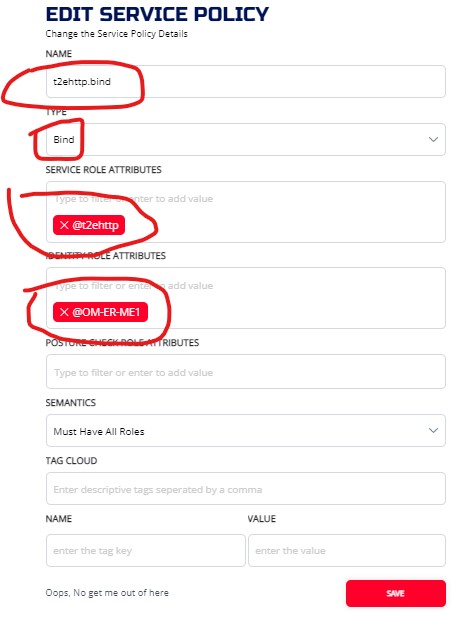 EDIT SERVICE POLICY
Change the Service Policy Details
NAME
t2ehttp.bind
TYPE
Bind
SERVICE ROLE ATTRIBUTES
Type to filter or enter to add value
@t2ehttp
IDENTITY ROLE ATTRIBUTES
Type to filter or enter to add value
@OM-ER-ME1
POSTURE CHECK ROLE ATTRIBUTES
Type to filter or enter to add value
SEMANTICS
Must Have All Roles
TAG CLOUD
Enter descriptive tags seperated by a comma
NAME VALUE
enter the tag key enter the value
Oops, No get me out of here SAVE